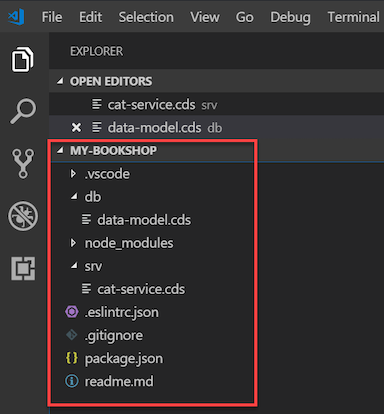 File Edit Selection View Go Debug Terminal
EXPLORER
OPEN EDITORS
cat-service.cds srv
data-model.cds db
MY-BOOKSHOP
.vscode
db
data-model.cds
node_modules
srv
cat-service.cds
.eslintrc.json
.gitignore
package.json
readme.md